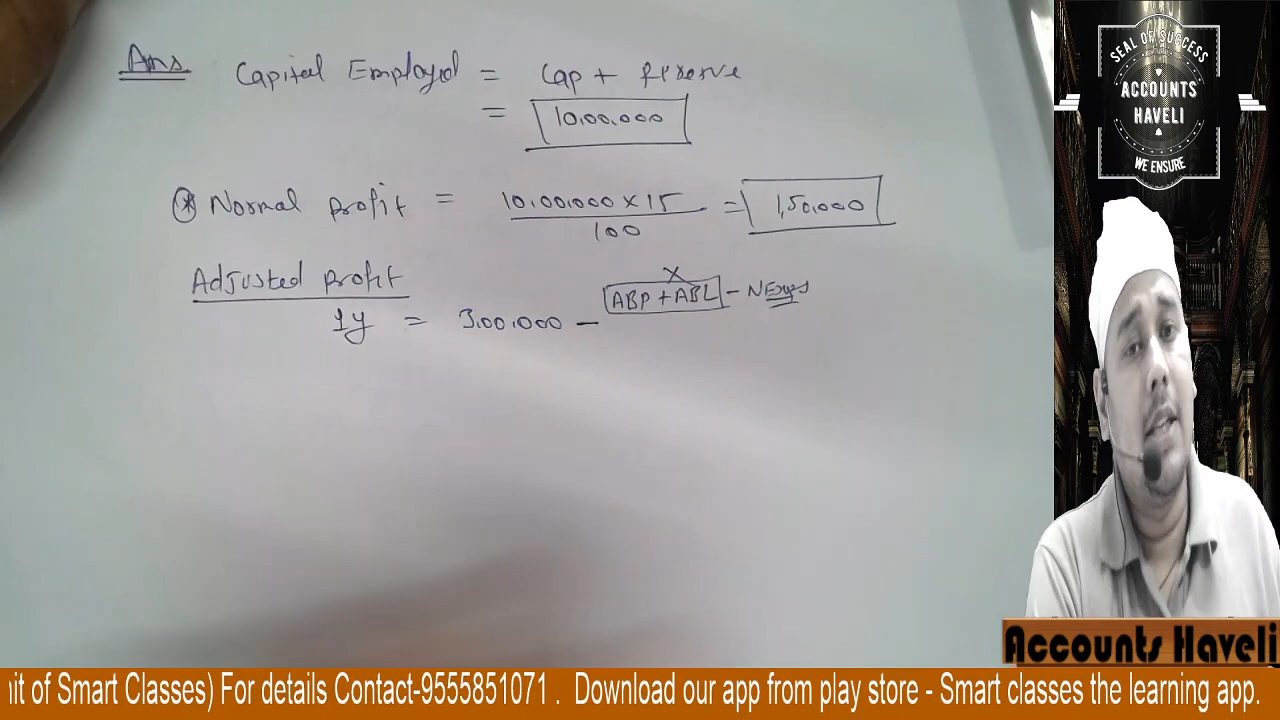 Ans Capital Employed = Cap + Reserve
= 10,00,000
* Normal profit = 10,00,000 x 15 = 1,50,000
100
Adjusted profit
X
ABP + ABL - N
1y = 3,00,000 -
SEAL OF SUCCESS
ACCOUNTS
HAVELI
WE ENSURE
Accounts Haveli
it of Smart Classes) For details Contact-9555851071 . Download our app from play store - Smart classes the learning app.